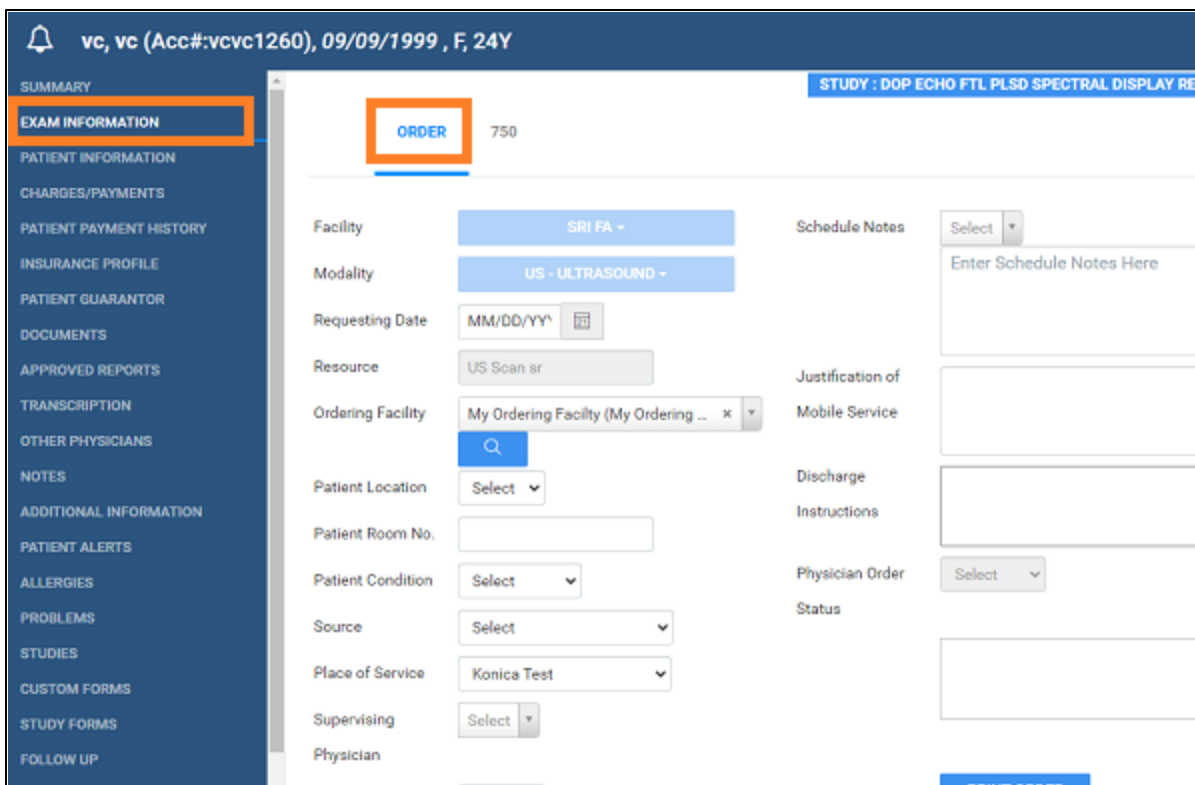 vc, vc (Acc#:vcvc1260), 09/09/1999 , F, 24Y
SUMMARY
EXAM INFORMATION
PATIENT INFORMATION
CHARGES/PAYMENTS
PATIENT PAYMENT HISTORY
INSURANCE PROFILE
PATIENT GUARANTOR
DOCUMENTS
APPROVED REPORTS
TRANSCRIPTION
OTHER PHYSICIANS
NOTES
ADDITIONAL INFORMATION
PATIENT ALERTS
ALLERGIES
PROBLEMS
STUDIES
CUSTOM FORMS
STUDY FORMS
FOLLOW UP
STUDY : DOP ECHO FTL PLSD SPECTRAL DISPLAY RE
ORDER 750
Facility SRI FA
Modality US - ULTRASOUND
Requesting Date MM/DD/YY
Resource US Scan sr
Ordering Facility My Ordering Facilty (My Ordering ...
Patient Location Select
Patient Room No.
Patient Condition Select
Source Select
Place of Service Konica Test
Supervising Select
Physician
Schedule Notes Select
Enter Schedule Notes Here
Justification of
Mobile Service
Discharge
Instructions
Physician Order Select
Status